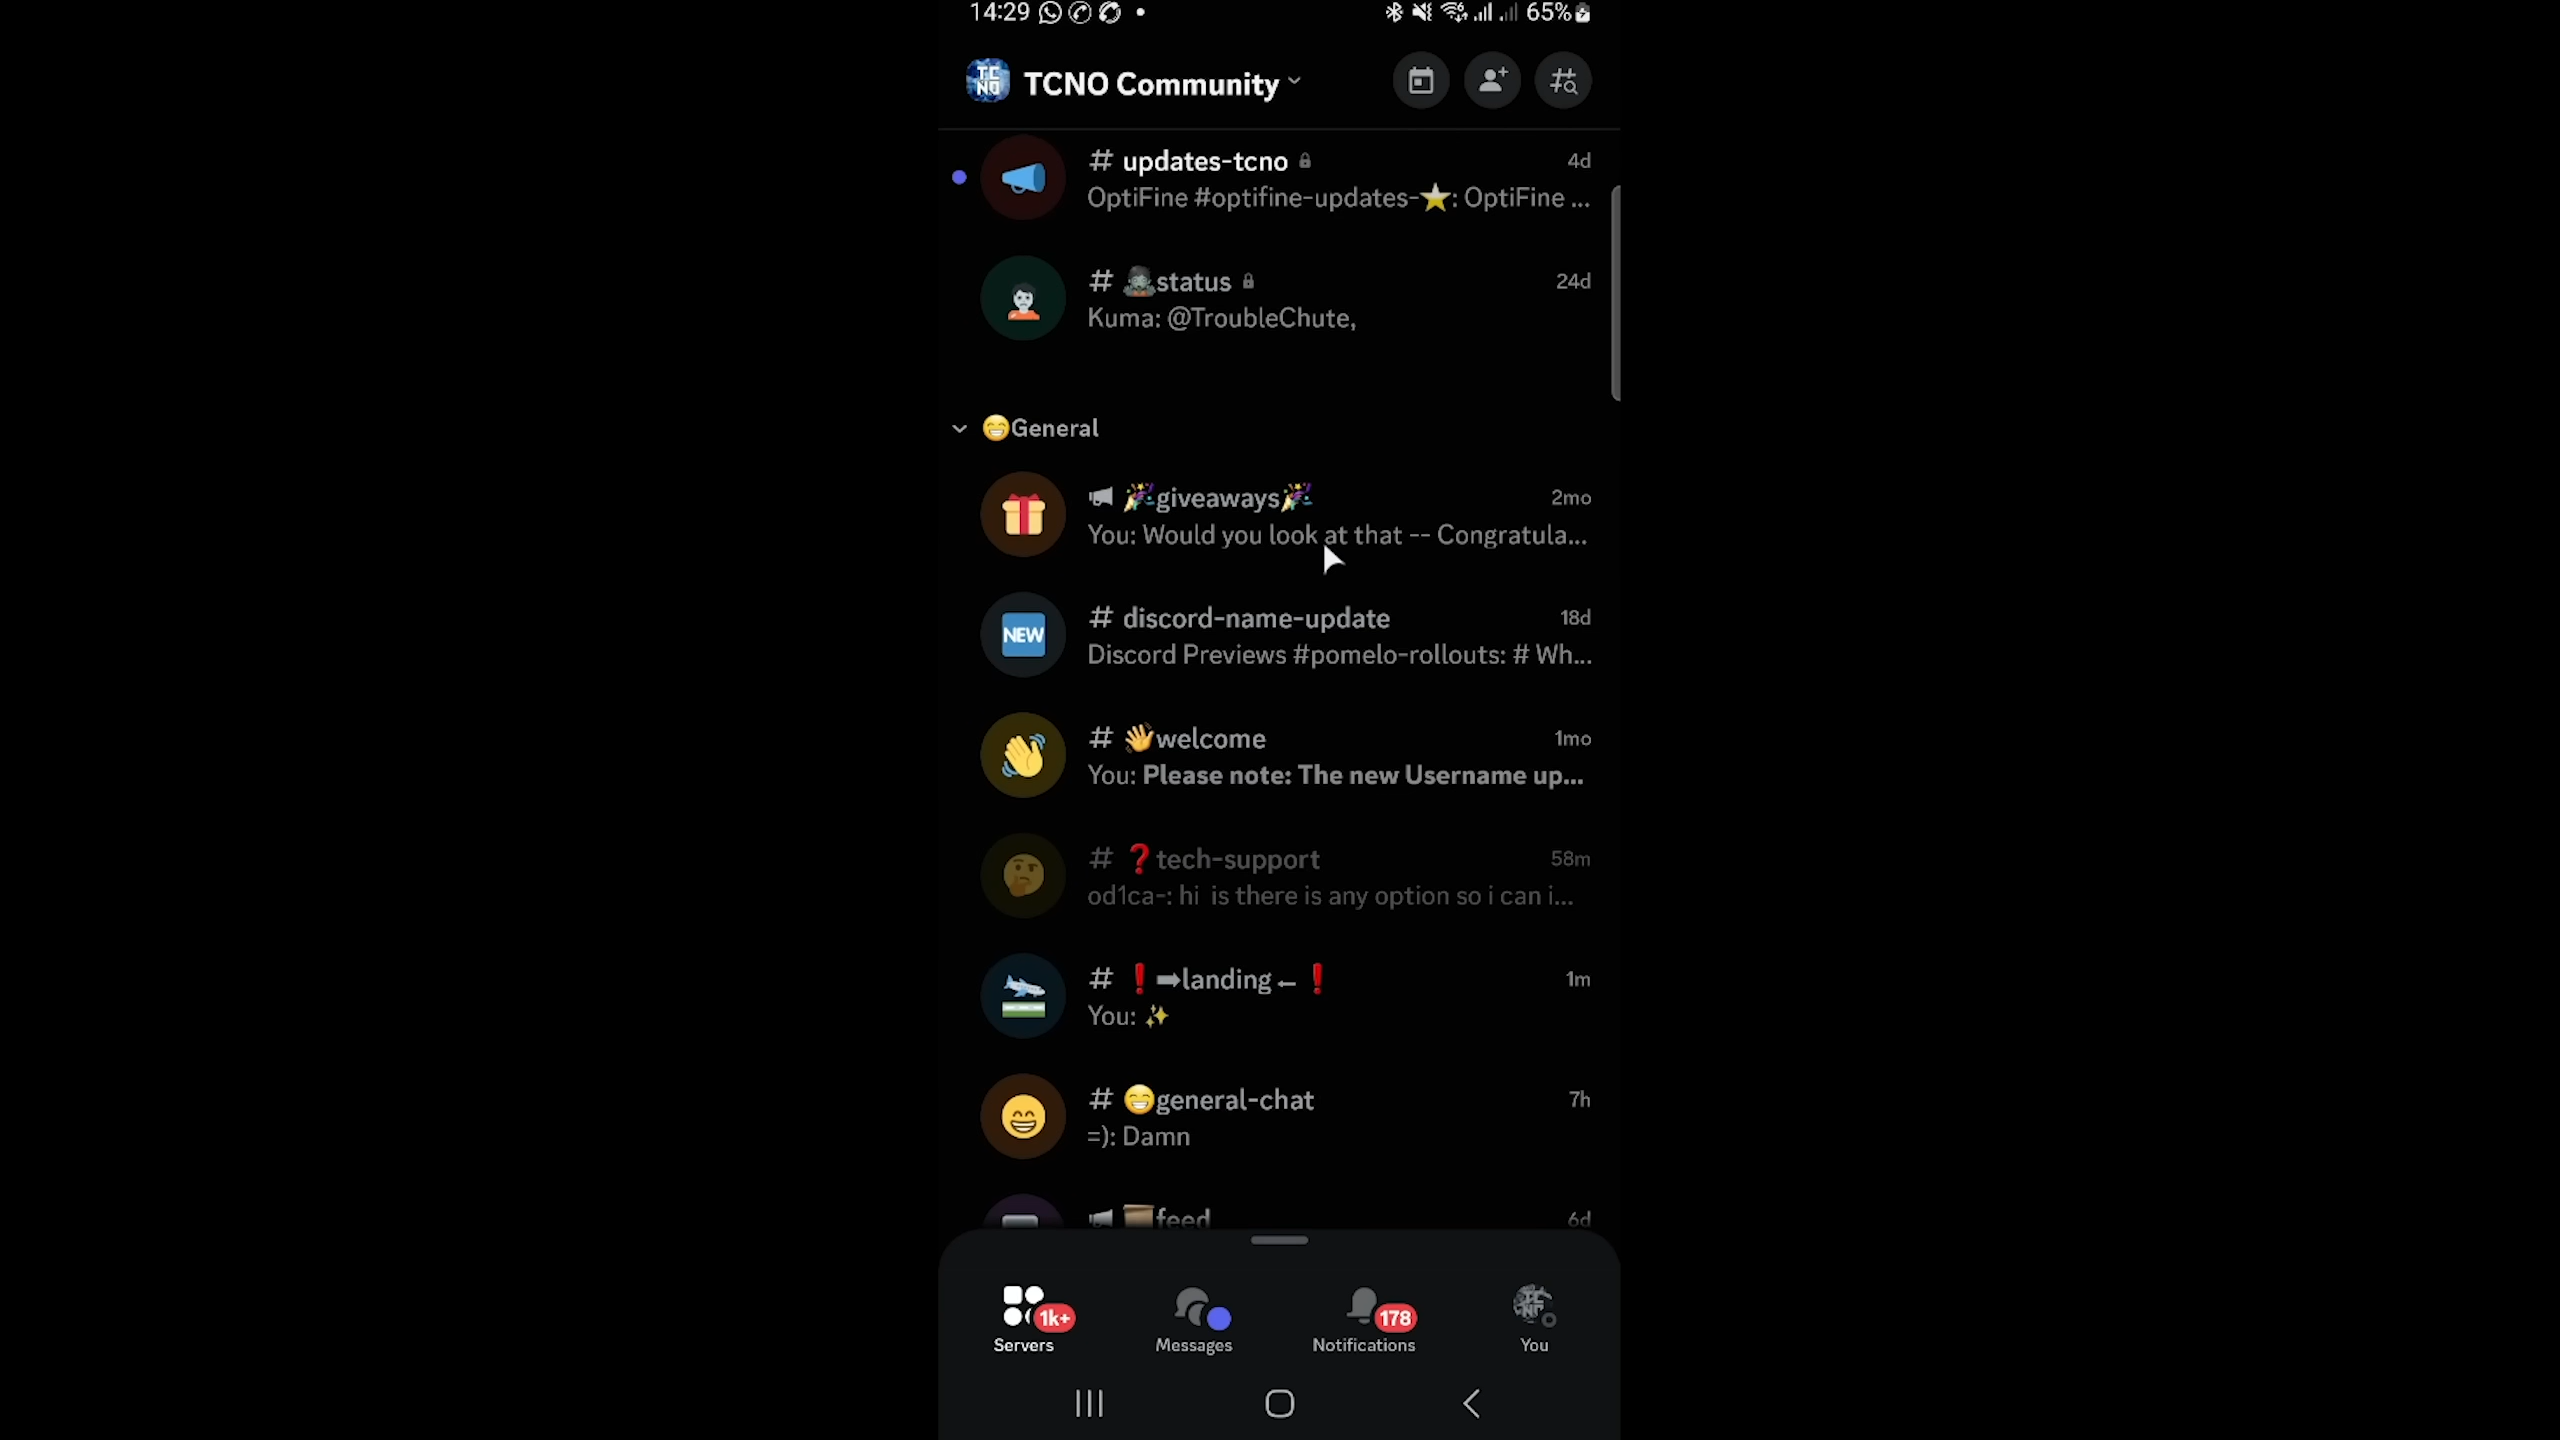 14:29 65%
TCNO Community
# updates-tcno 4d
OptiFine #optifine-updates-⭐: OptiFine ...
# 🧟status 24d
Kuma: @TroubleChute,
😁General
🎉giveaways🎉 2mo
You: Would you look at that -- Congratula...
NEW
# discord-name-update 18d
Discord Previews #pomelo-rollouts: # Wh...
# 👋welcome 1mo
You: Please note: The new Username up...
# ❓tech-support 58m
od1ca-: hi is there is any option so i can i...
# ❗➡landing⬅❗ 1m
You: ✨
# 😁general-chat 7h
=): Damn
feed 6d
1k+ 178
Servers Messages Notifications You